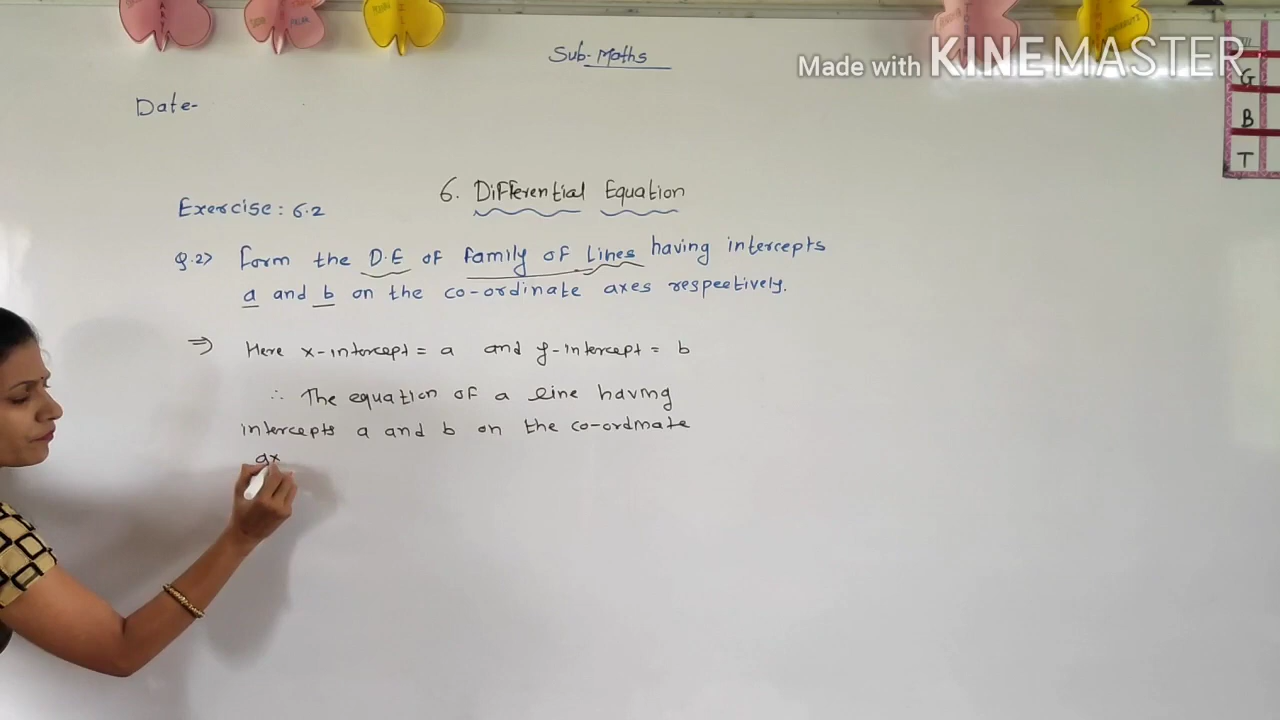 Sub- Maths
Made with KINEMASTER
G
B
T
Date-
6. Differential Equation
Exercise: 6.2
Q.2> Form the D.E of family of lines having intercepts
a and b on the co-ordinate axes respectively.
⇒ Here x-intercept = a and y-intercept = b
∴ The equation of a line having
intercepts a and b on the co-ordinate
ax